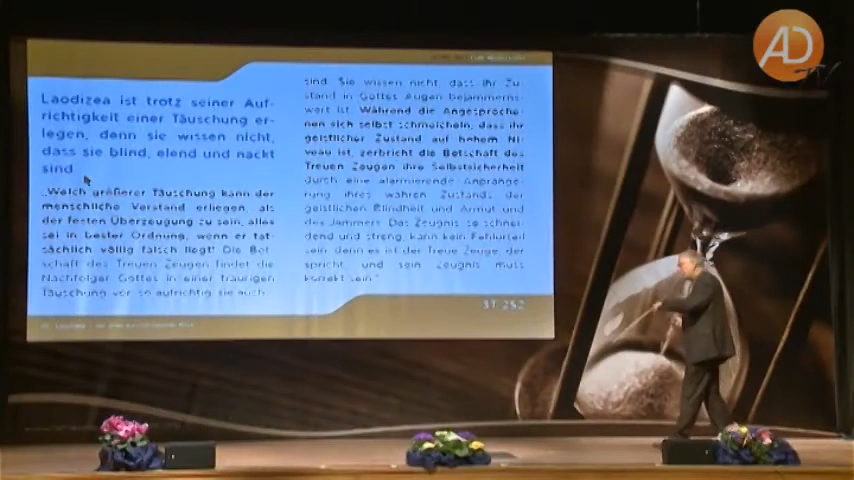 Laodizea ist trotz seiner Auf-
richtigkeit einer Täuschung er-
legen, denn sie wissen nicht,
dass sie blind, elend und nackt
sind
„Welch größerer Täuschung kann der
menschliche Verstand erliegen, als
der festen Überzeugung zu sein, alles
sei in bester Ordnung, wenn er tat-
sächlich völlig falsch liegt! Die Bot-
schaft des Treuen Zeugen findet die
Nachfolger Gottes in einer traurigen
Täuschung vor, so aufrichtig sie auch
sind. Sie wissen nicht, dass ihr Zu-
stand in Gottes Augen bejammerns-
wert ist. Während die Angesproche-
nen sich selbst schmeicheln, dass ihr
geistlicher Zustand auf hohem Ni-
veau ist, zerbricht die Botschaft des
Treuen Zeugen ihre Selbstsicherheit
durch eine alarmierende Anprange-
rung ihres wahren Zustands der
geistlichen Blindheit und Armut und
des Jammers. Das Zeugnis, so schnei-
dend und streng, kann kein Fehlurteil
sein, denn es ist der Treue Zeuge, der
spricht, und sein Zeugnis muss
korrekt sein."
3T 252
AD
TV